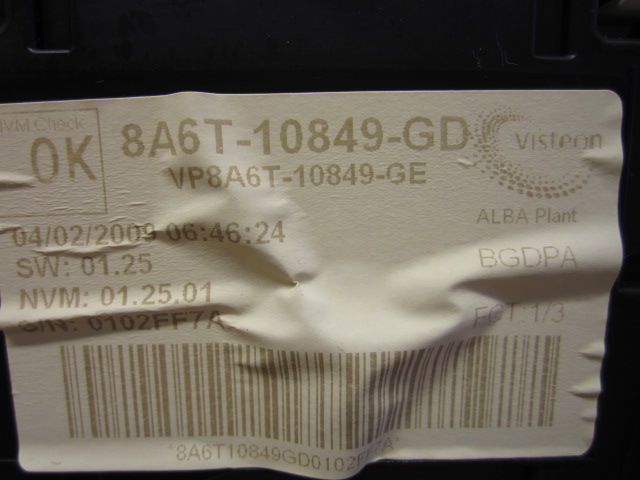 NVM Check
OK
8A6T-10849-GD
VP8A6T-10849-GE
Visteon
ALBA Plant
04/02/2009 06:46:24
BGDPA
SW: 01.25
NVM: 01.25.01
FCT:1/3
0102FF7A
*8A6T10849GD0102FF7A*